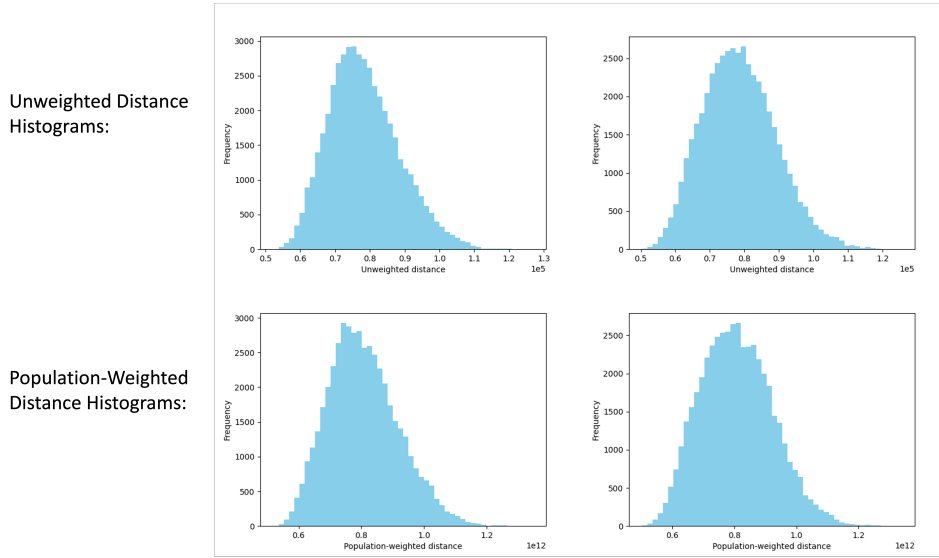 Unweighted Distance
Histograms:
3000
2500
2000
1500
1000
500
0
Frequency
0.5 0.6 0.7 0.8 0.9 1.0 1.1 1.2 1.3
Unweighted distance
1e5
2500
2000
1500
1000
500
0
Frequency
0.5 0.6 0.7 0.8 0.9 1.0 1.1 1.2
Unweighted distance
1e5
Population-Weighted
Distance Histograms:
3000
2500
2000
1500
1000
500
0
Frequency
0.6 0.8 1.0 1.2
Population-weighted distance
1e12
2500
2000
1500
1000
500
0
Frequency
0.6 0.8 1.0 1.2
Population-weighted distance
1e12